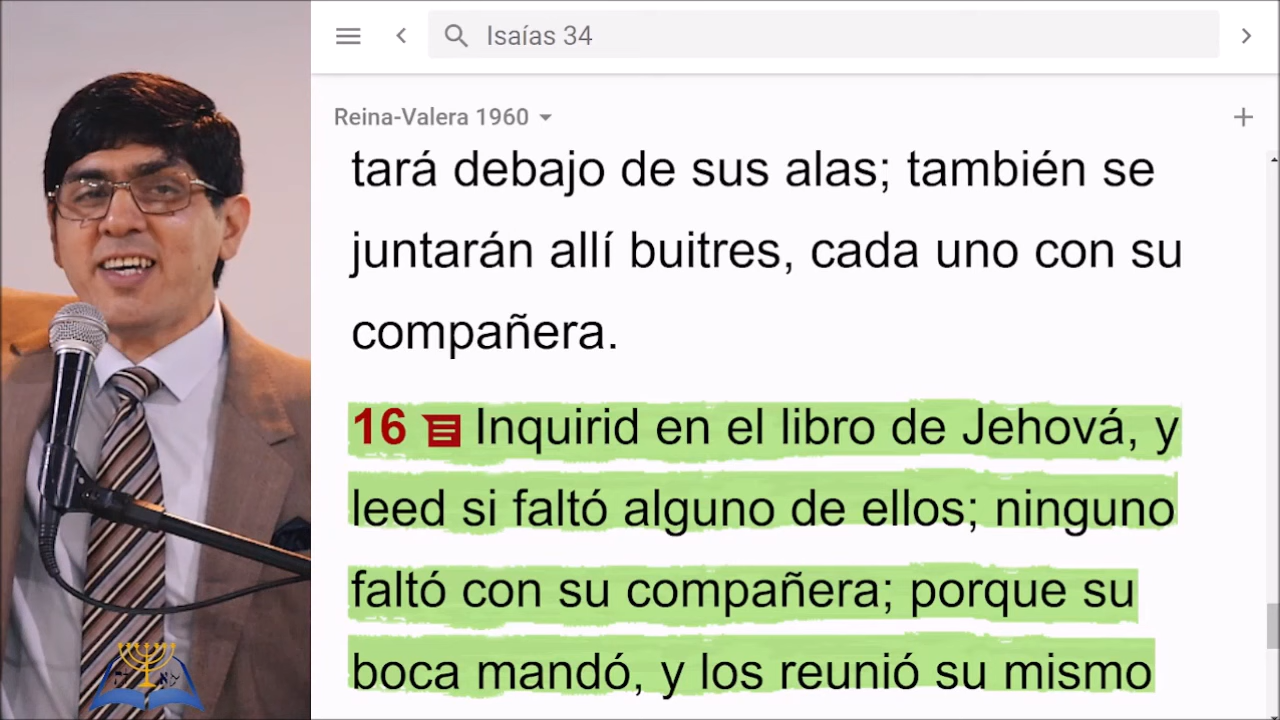 Isaías 34
Reina-Valera 1960
tará debajo de sus alas; también se
juntarán allí buitres, cada uno con su
compañera.
16 Inquirid en el libro de Jehová, y
leed si faltó alguno de ellos; ninguno
faltó con su compañera; porque su
boca mandó, y los reunió su mismo